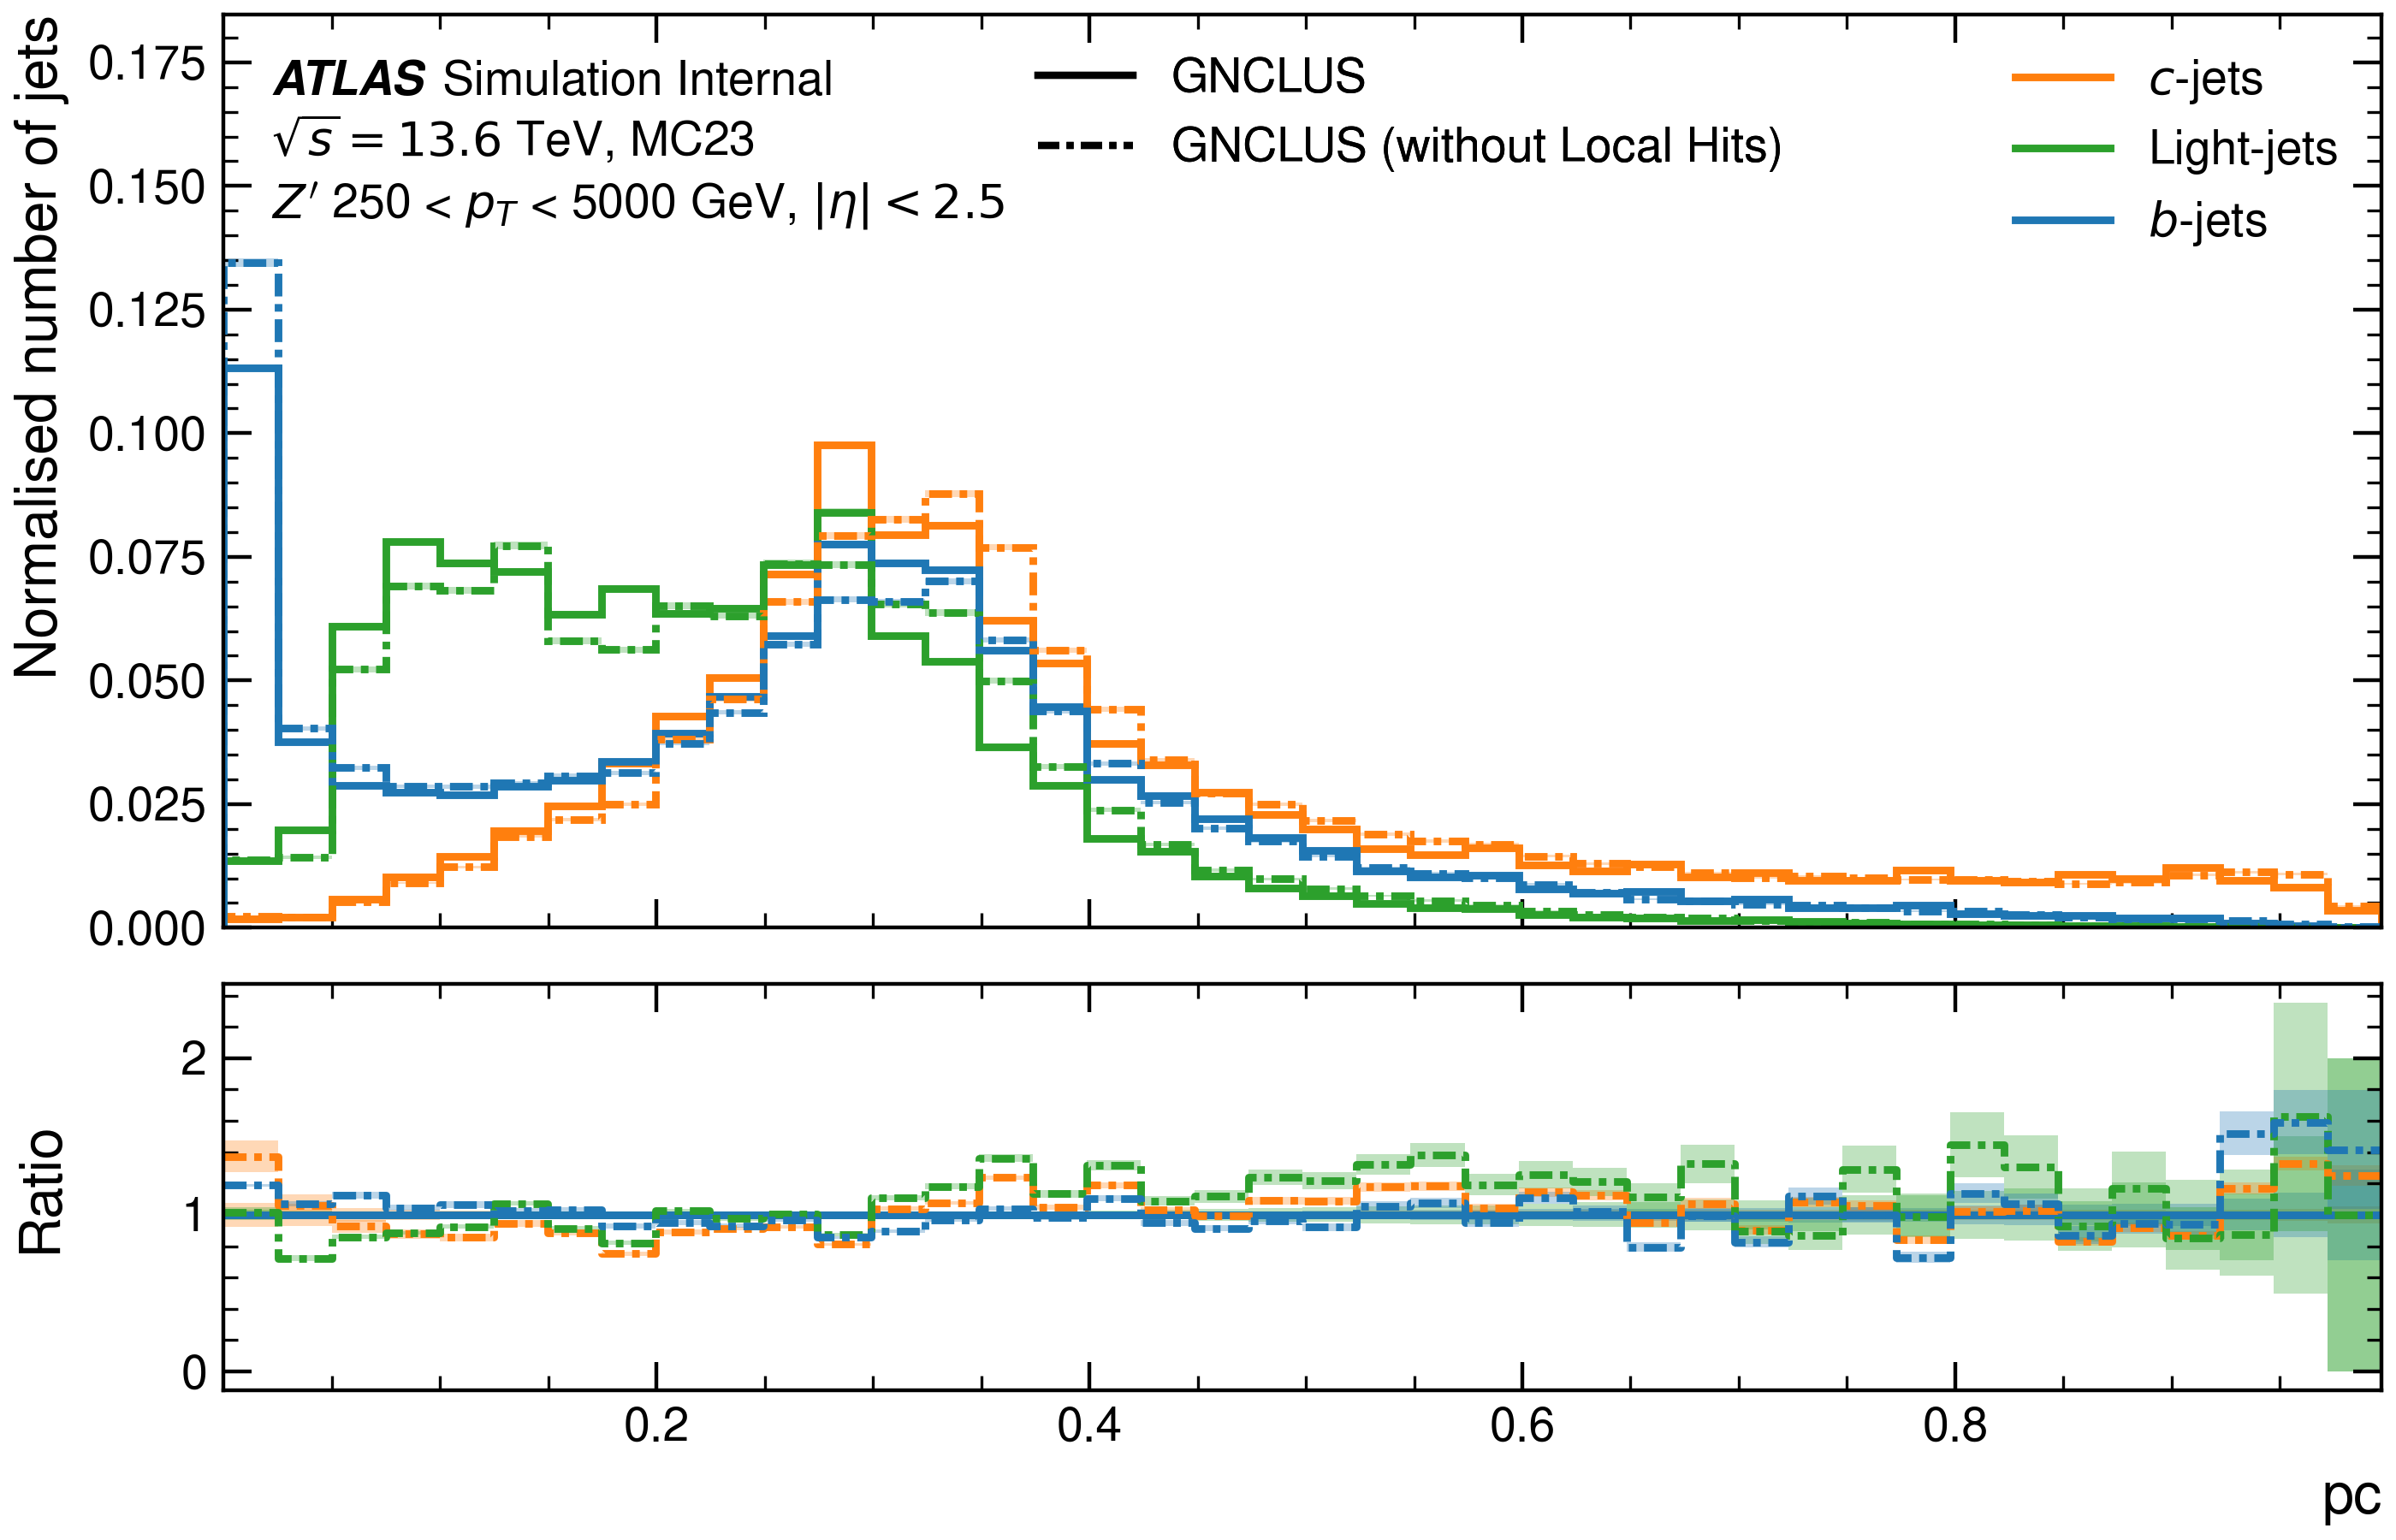 ATLAS Simulation Internal
√s = 13.6 TeV, MC23
Z′ 250 < p_T < 5000 GeV, |η| < 2.5
GNCLUS
GNCLUS (without Local Hits)
c-jets
Light-jets
b-jets
Normalised number of jets
0.175
0.150
0.125
0.100
0.075
0.050
0.025
0.000
Ratio
2
1
0
0.2 0.4 0.6 0.8
pc